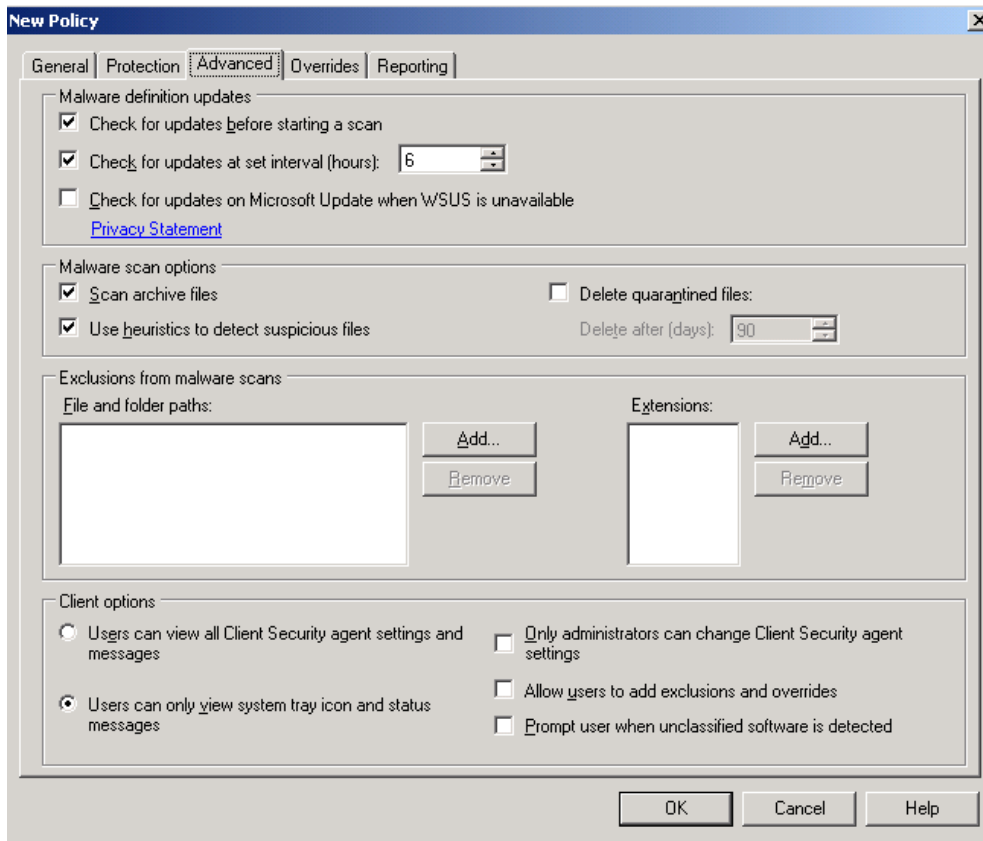 New Policy
General Protection Advanced Overrides Reporting
Malware definition updates
Check for updates before starting a scan
Check for updates at set interval (hours): 6
Check for updates on Microsoft Update when WSUS is unavailable
Privacy Statement
Malware scan options
Scan archive files
Delete quarantined files:
Use heuristics to detect suspicious files
Delete after (days): 90
Exclusions from malware scans
File and folder paths:
Extensions:
Add...
Add...
Remove
Remove
Client options
Users can view all Client Security agent settings and
messages
Only administrators can change Client Security agent
settings
Allow users to add exclusions and overrides
Users can only view system tray icon and status
messages
Prompt user when unclassified software is detected
OK Cancel Help